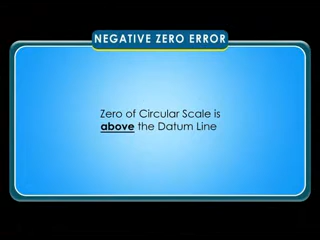 NEGATIVE ZERO ERROR
Zero of Circular Scale is
above the Datum Line